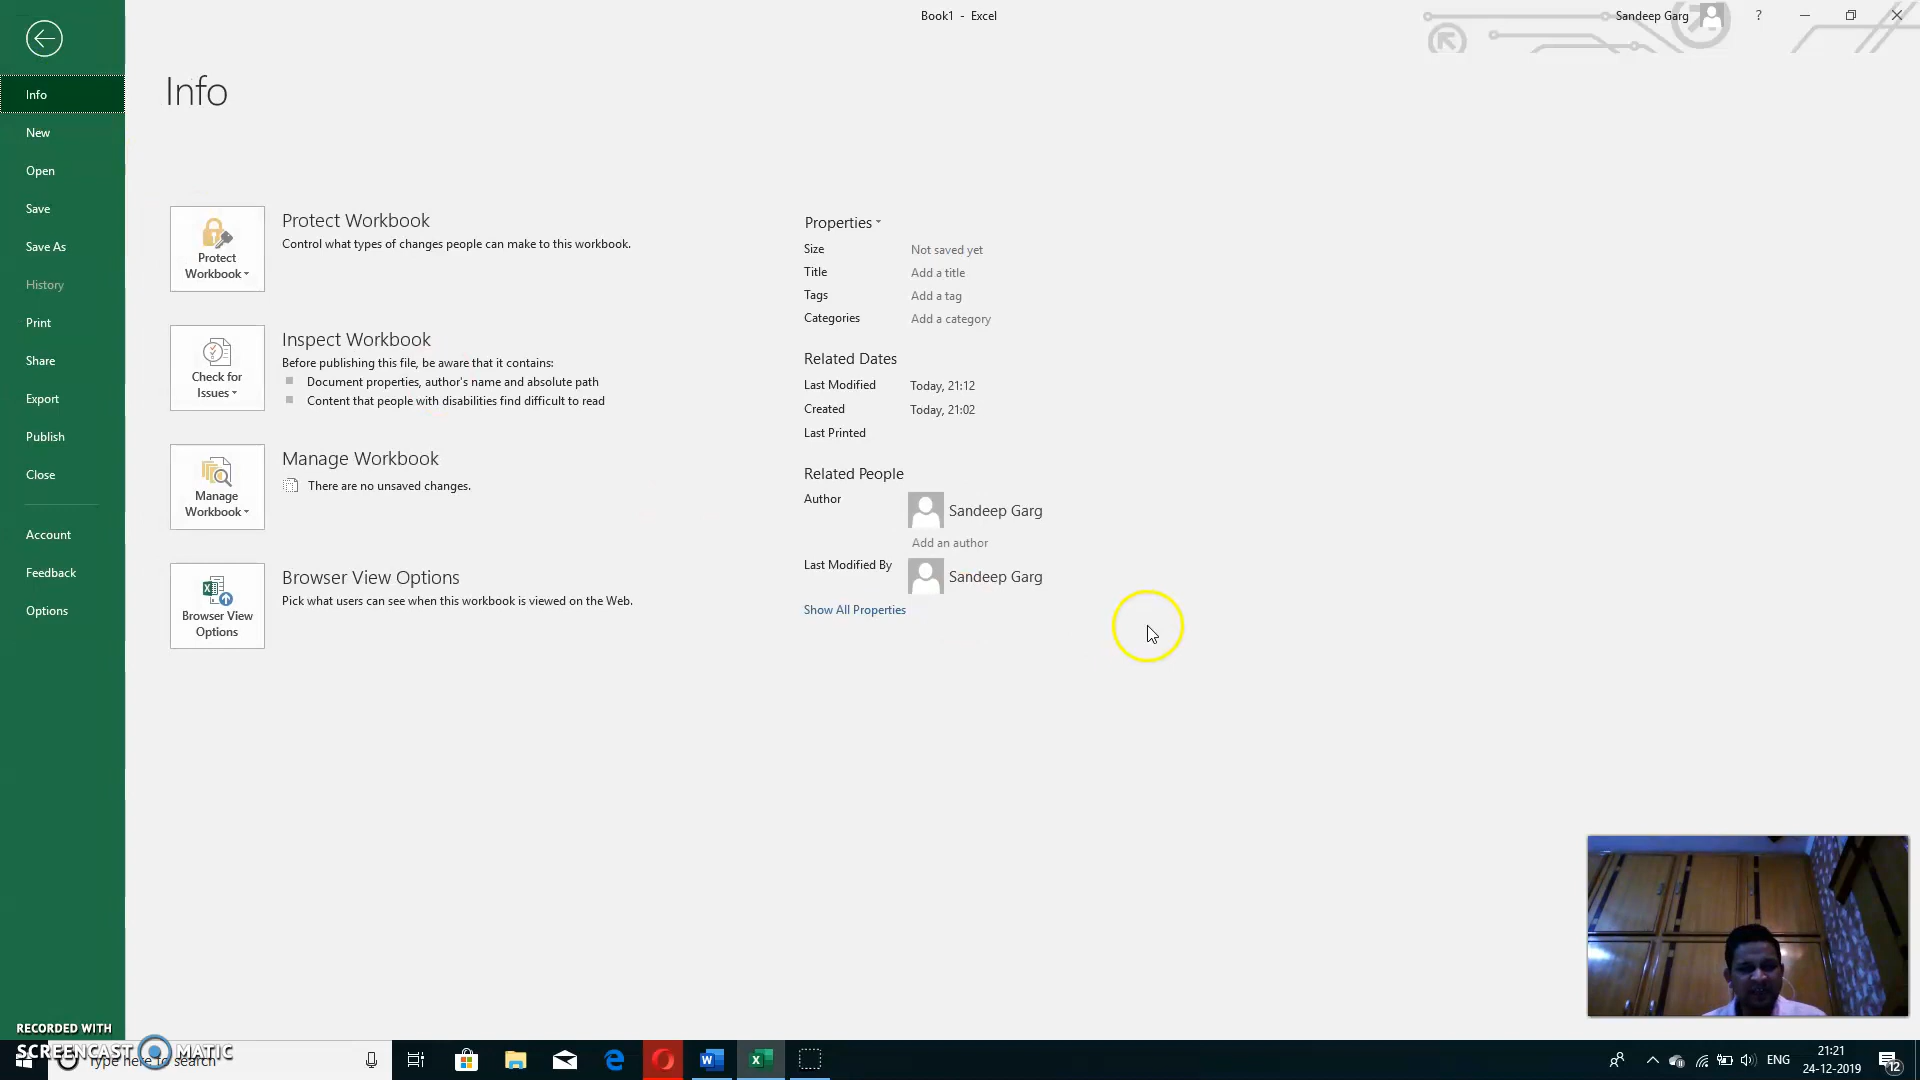 Book1 - Excel
Sandeep Garg
?
Info
Info
New
Open
Save
Save As
History
Print
Share
Export
Publish
Close
Account
Feedback
Options
Protect Workbook
Protect Workbook
Control what types of changes people can make to this workbook.
Check for Issues
Inspect Workbook
Before publishing this file, be aware that it contains:
Document properties, author's name and absolute path
Content that people with disabilities find difficult to read
Manage Workbook
Manage Workbook
There are no unsaved changes.
Browser View Options
Browser View Options
Pick what users can see when this workbook is viewed on the Web.
Properties
Size Not saved yet
Title Add a title
Tags Add a tag
Categories Add a category
Related Dates
Last Modified Today, 21:12
Created Today, 21:02
Last Printed
Related People
Author Sandeep Garg
Add an author
Last Modified By Sandeep Garg
Show All Properties
RECORDED WITH
SCREENCAST MATIC
Type here to search
ENG
21:21
24-12-2019
12